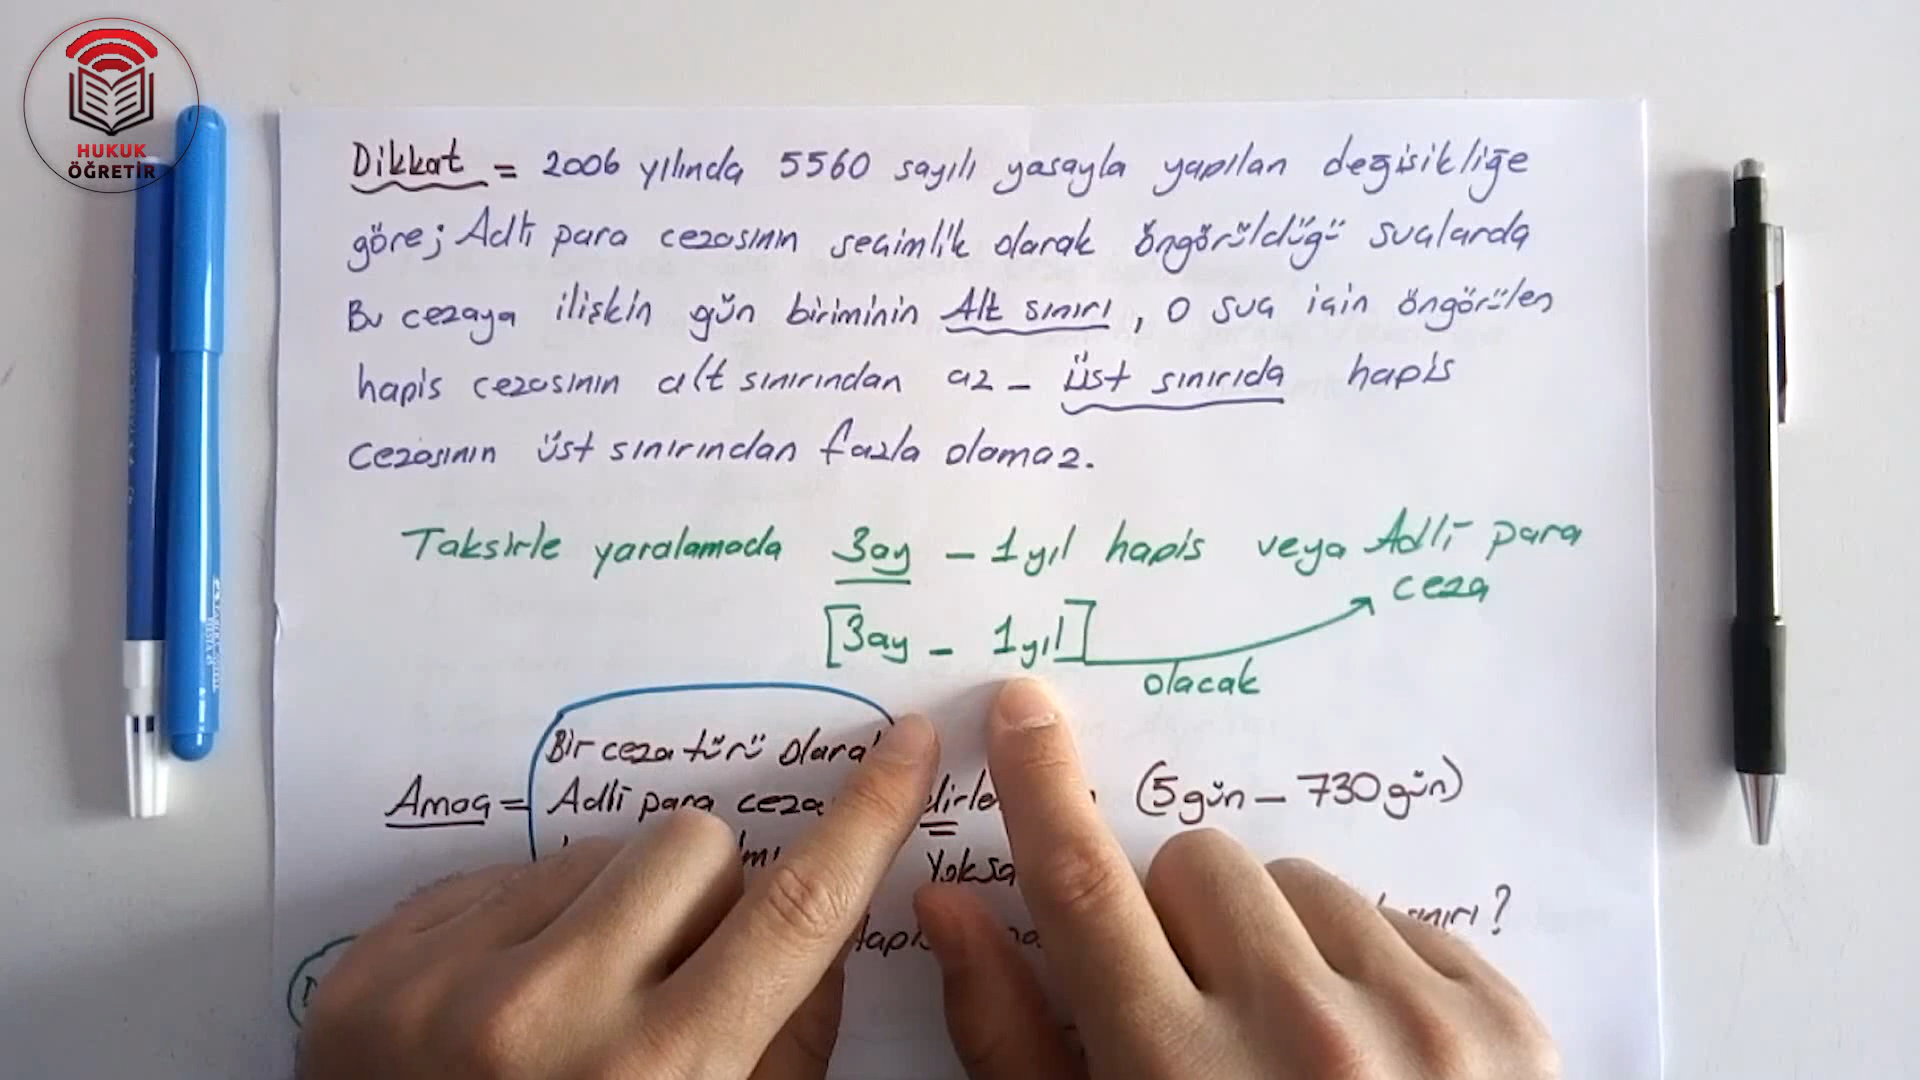 HUKUK
ÖĞRETİR
Dikkat = 2006 yılında 5560 sayılı yasayla yapılan değişikliğe
göre; Adli para cezasının seçimlik olarak öngörüldüğü suçlarda
Bu cezaya ilişkin gün biriminin Alt sınırı, o suç için öngörülen
hapis cezasının alt sınırından az - üst sınırıda hapis
cezasının üst sınırından fazla olamaz.
Taksirle yaralamada 3ay - 1yıl hapis veya Adli para
ceza
[3ay - 1yıl]
olacak
Bir ceza türü olarak
Amaç = Adli para (5gün - 730gün)
Yoksa
sınırı?